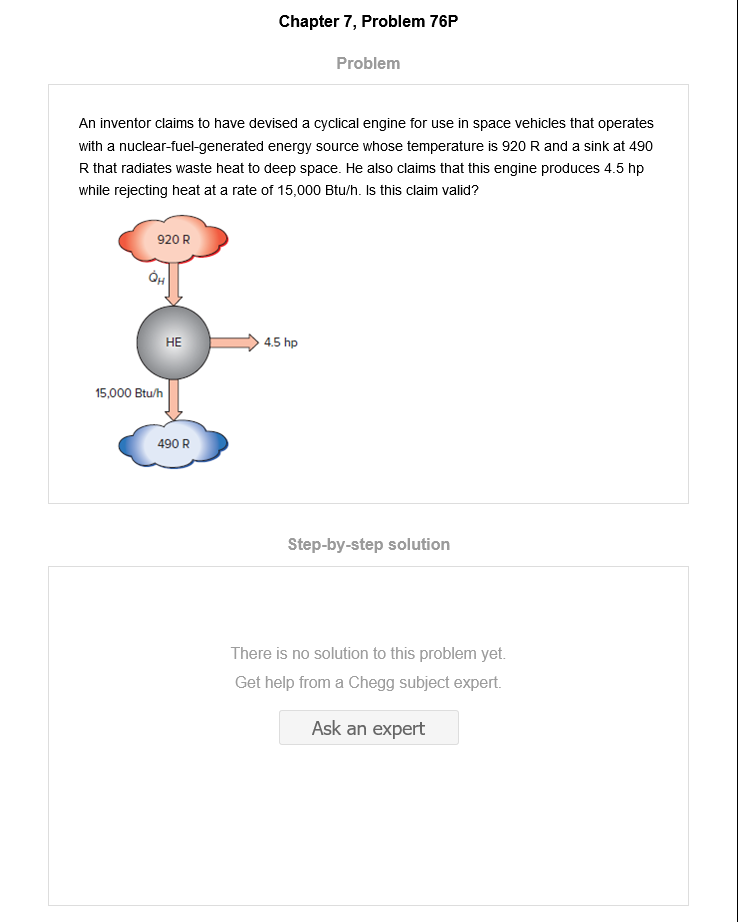 Chapter 7, Problem 76P
Problem
An inventor claims to have devised a cyclical engine for use in space vehicles that operates
with a nuclear-fuel-generated energy source whose temperature is 920 R and a sink at 490
R that radiates waste heat to deep space. He also claims that this engine produces 4.5 hp
while rejecting heat at a rate of 15,000 Btu/h. Is this claim valid?
920 R
Q̇H
HE
4.5 hp
15,000 Btu/h
490 R
Step-by-step solution
There is no solution to this problem yet.
Get help from a Chegg subject expert.
Ask an expert